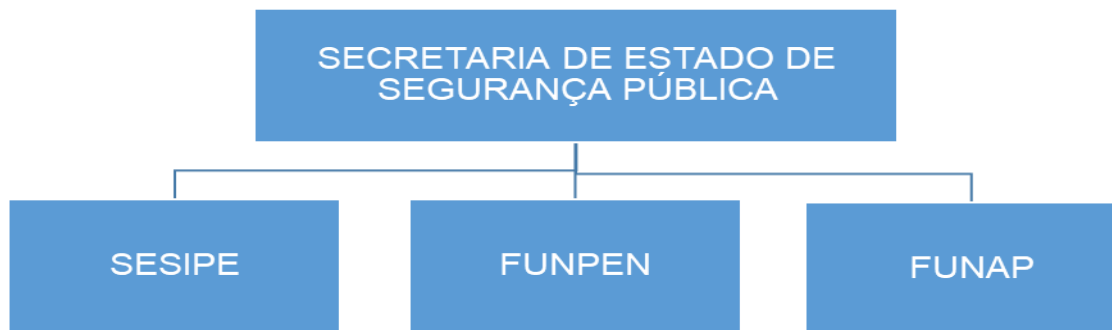 SECRETARIA DE ESTADO DE
SEGURANÇA PÚBLICA
SESIPE
FUNPEN
FUNAP